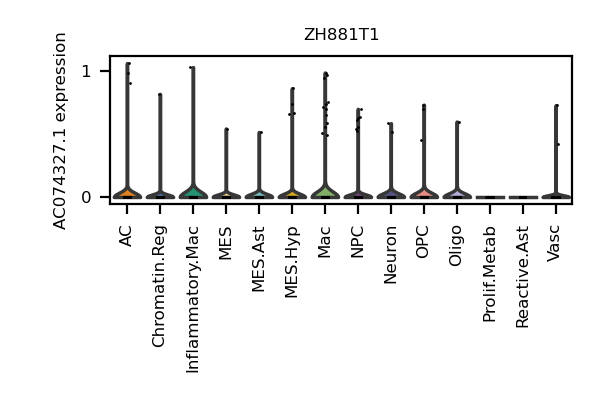 ZH881T1
AC074327.1 expression
1
0
AC
Chromatin.Reg
Inflammatory.Mac
MES
MES.Ast
MES.Hyp
Mac
NPC
Neuron
OPC
Oligo
Prolif.Metab
Reactive.Ast
Vasc